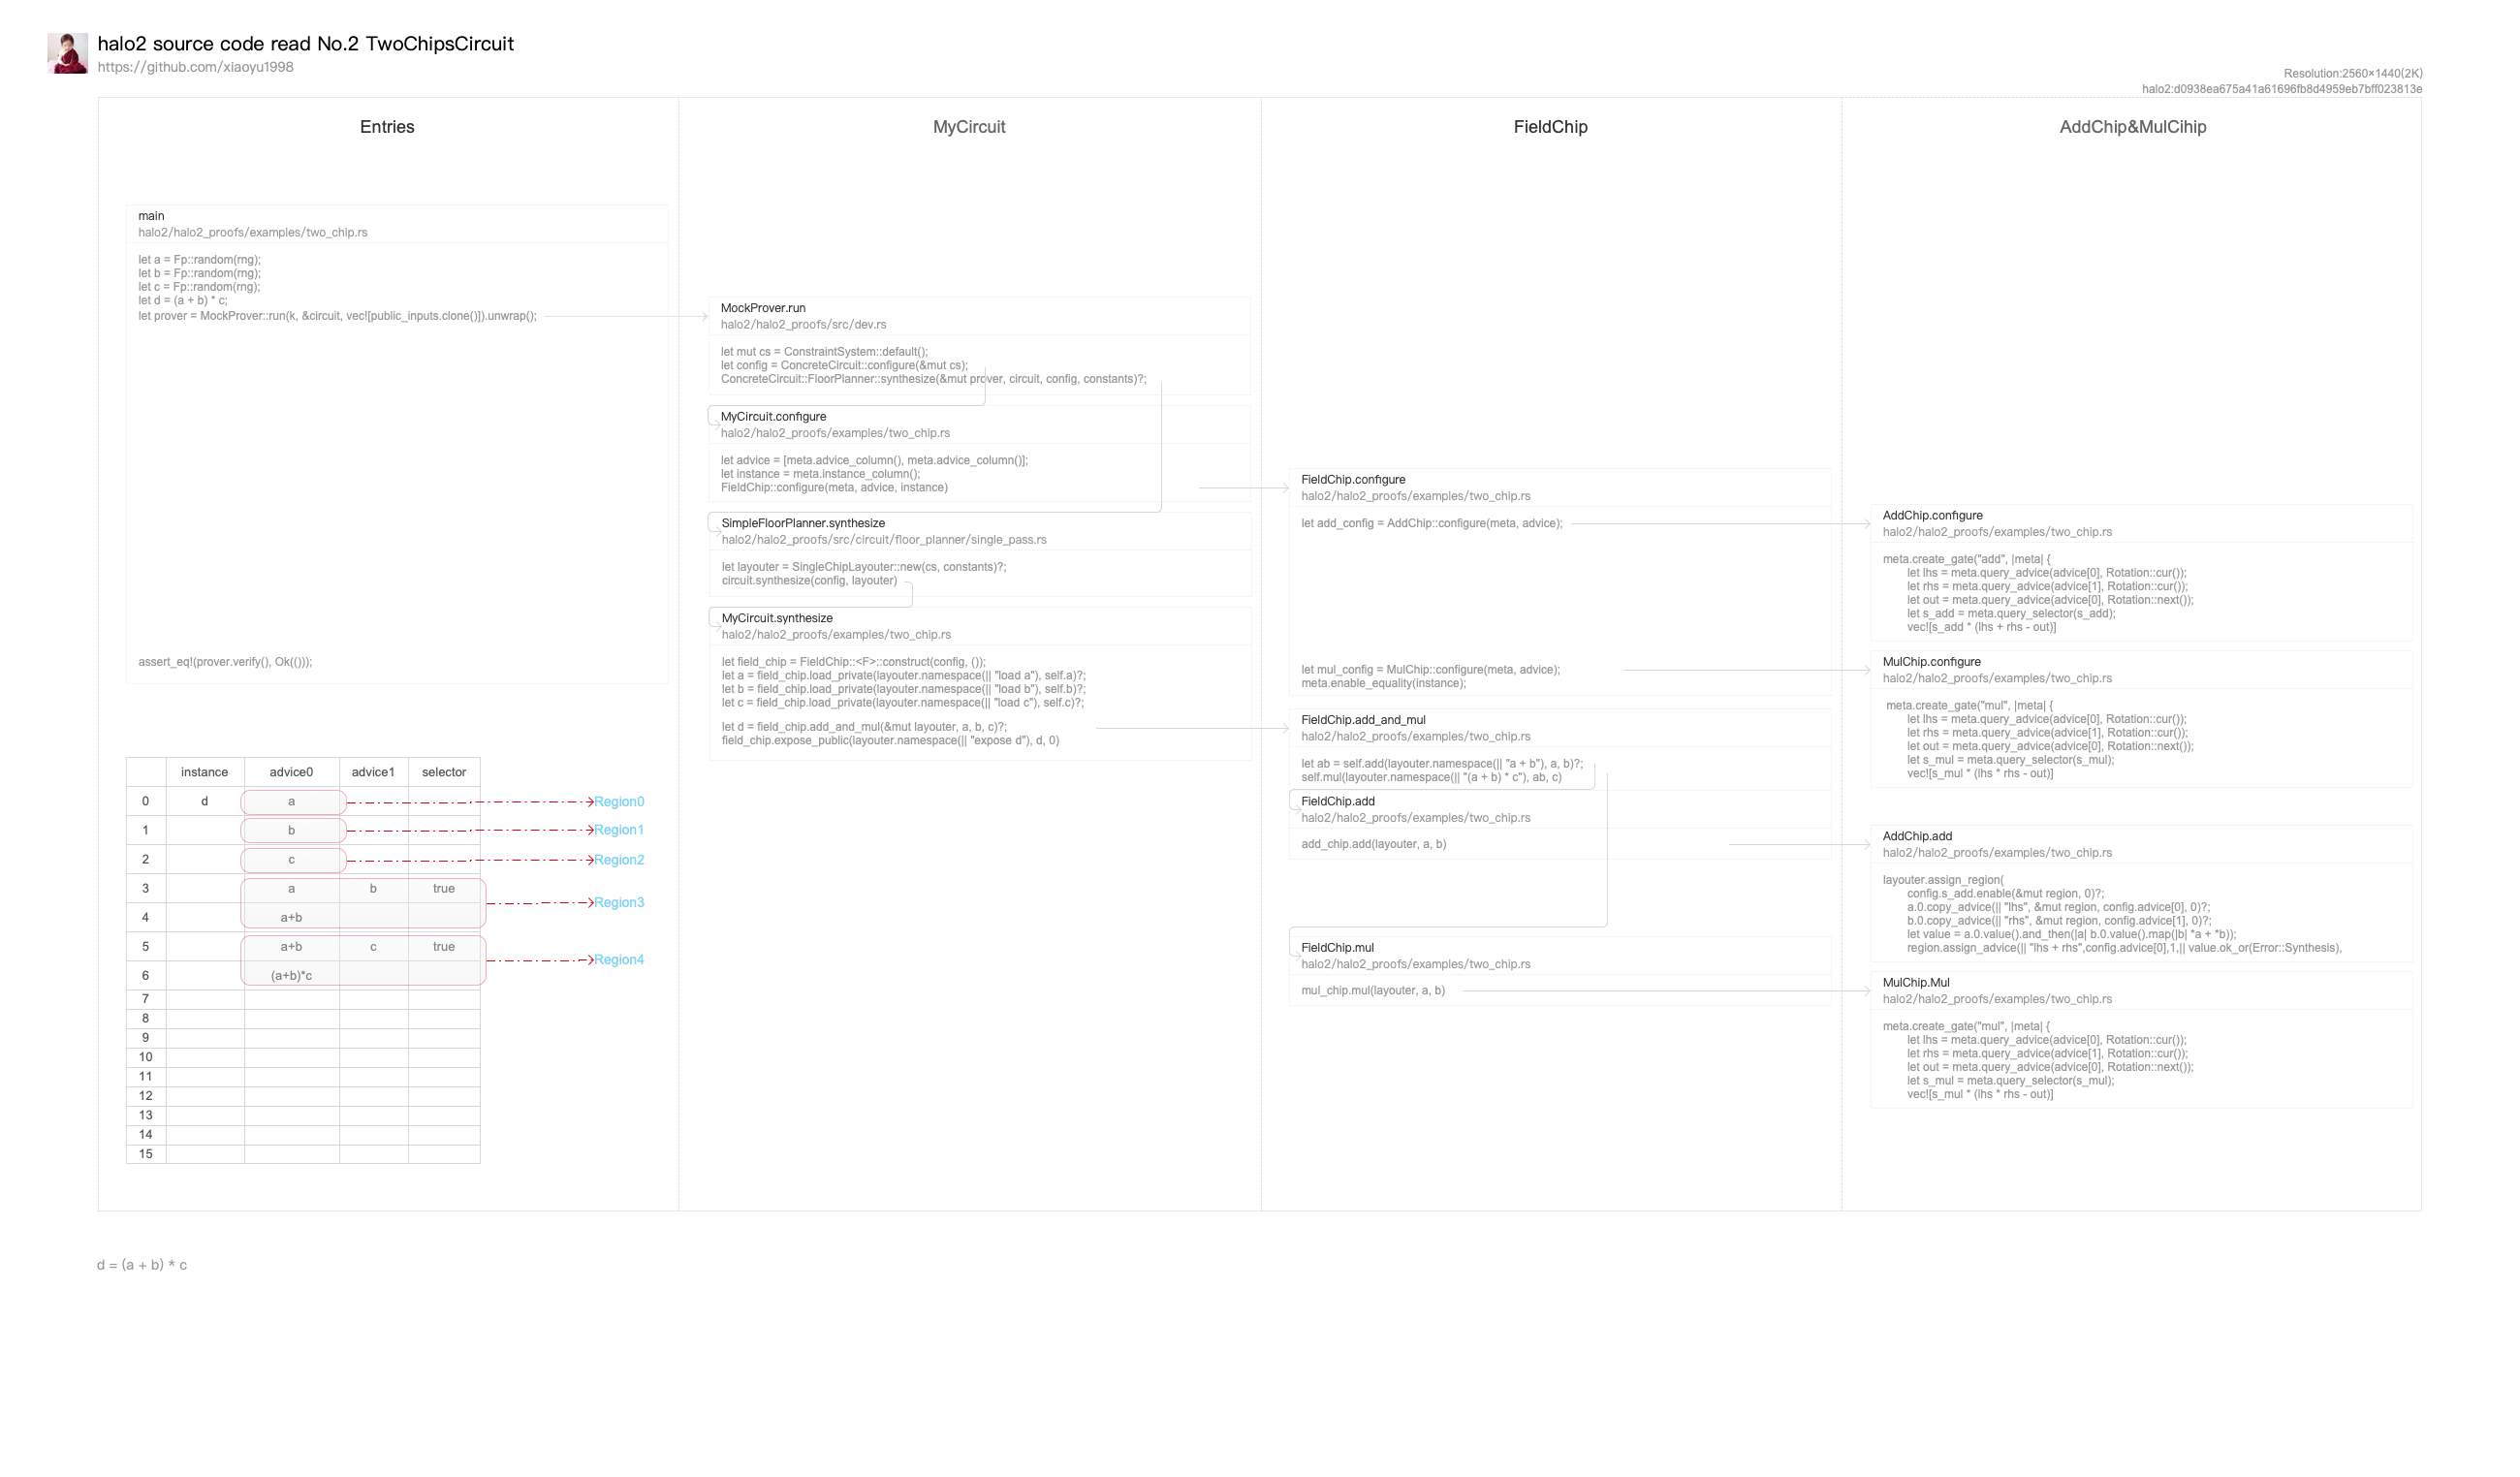 halo2 source code read No.2 TwoChipsCircuit
https://github.com/xiaoyu1998
Resolution:2560×1440(2K)
halo2:d0938ea675a41a61696fb8d4959eb7bff023813e
Entries
main
halo2/halo2_proofs/examples/two_chip.rs
let a = Fp::random(rng);
let b = Fp::random(rng);
let c = Fp::random(rng);
let d = (a + b) * c;
let prover = MockProver::run(k, &circuit, vec![public_inputs.clone()]).unwrap();
assert_eq!(prover.verify(), Ok(()));
instance advice0 advice1 selector
0 d a Region0
1 b Region1
2 c Region2
3 a b true
Region3
4 a+b
5 a+b c true
Region4
6 (a+b)*c
7
8
9
10
11
12
13
14
15
MyCircuit
MockProver.run
halo2/halo2_proofs/src/dev.rs
let mut cs = ConstraintSystem::default();
let config = ConcreteCircuit::configure(&mut cs);
ConcreteCircuit::FloorPlanner::synthesize(&mut prover, circuit, config, constants)?;
MyCircuit.configure
halo2/halo2_proofs/examples/two_chip.rs
let advice = [meta.advice_column(), meta.advice_column()];
let instance = meta.instance_column();
FieldChip::configure(meta, advice, instance)
SimpleFloorPlanner.synthesize
halo2/halo2_proofs/src/circuit/floor_planner/single_pass.rs
let layouter = SingleChipLayouter::new(cs, constants)?;
circuit.synthesize(config, layouter)
MyCircuit.synthesize
halo2/halo2_proofs/examples/two_chip.rs
let field_chip = FieldChip::<F>::construct(config, ());
let a = field_chip.load_private(layouter.namespace(|| "load a"), self.a)?;
let b = field_chip.load_private(layouter.namespace(|| "load b"), self.b)?;
let c = field_chip.load_private(layouter.namespace(|| "load c"), self.c)?;
let d = field_chip.add_and_mul(&mut layouter, a, b, c)?;
field_chip.expose_public(layouter.namespace(|| "expose d"), d, 0)
FieldChip
FieldChip.configure
halo2/halo2_proofs/examples/two_chip.rs
let add_config = AddChip::configure(meta, advice);
let mul_config = MulChip::configure(meta, advice);
meta.enable_equality(instance);
FieldChip.add_and_mul
halo2/halo2_proofs/examples/two_chip.rs
let ab = self.add(layouter.namespace(|| "a + b"), a, b)?;
self.mul(layouter.namespace(|| "(a + b) * c"), ab, c)
FieldChip.add
halo2/halo2_proofs/examples/two_chip.rs
add_chip.add(layouter, a, b)
FieldChip.mul
halo2/halo2_proofs/examples/two_chip.rs
mul_chip.mul(layouter, a, b)
AddChip&MulCihip
AddChip.configure
halo2/halo2_proofs/examples/two_chip.rs
meta.create_gate("add", |meta| {
let lhs = meta.query_advice(advice[0], Rotation::cur());
let rhs = meta.query_advice(advice[1], Rotation::cur());
let out = meta.query_advice(advice[0], Rotation::next());
let s_add = meta.query_selector(s_add);
vec![s_add * (lhs + rhs - out)]
MulChip.configure
halo2/halo2_proofs/examples/two_chip.rs
meta.create_gate("mul", |meta| {
let lhs = meta.query_advice(advice[0], Rotation::cur());
let rhs = meta.query_advice(advice[1], Rotation::cur());
let out = meta.query_advice(advice[0], Rotation::next());
let s_mul = meta.query_selector(s_mul);
vec![s_mul * (lhs * rhs - out)]
AddChip.add
halo2/halo2_proofs/examples/two_chip.rs
layouter.assign_region(
config.s_add.enable(&mut region, 0)?;
a.0.copy_advice(|| "lhs", &mut region, config.advice[0], 0)?;
b.0.copy_advice(|| "rhs", &mut region, config.advice[1], 0)?;
let value = a.0.value().and_then(|a| b.0.value().map(|b| *a + *b));
region.assign_advice(|| "lhs + rhs",config.advice[0],1,|| value.ok_or(Error::Synthesis),
MulChip.Mul
halo2/halo2_proofs/examples/two_chip.rs
meta.create_gate("mul", |meta| {
let lhs = meta.query_advice(advice[0], Rotation::cur());
let rhs = meta.query_advice(advice[1], Rotation::cur());
let out = meta.query_advice(advice[0], Rotation::next());
let s_mul = meta.query_selector(s_mul);
vec![s_mul * (lhs * rhs - out)]
d = (a + b) * c